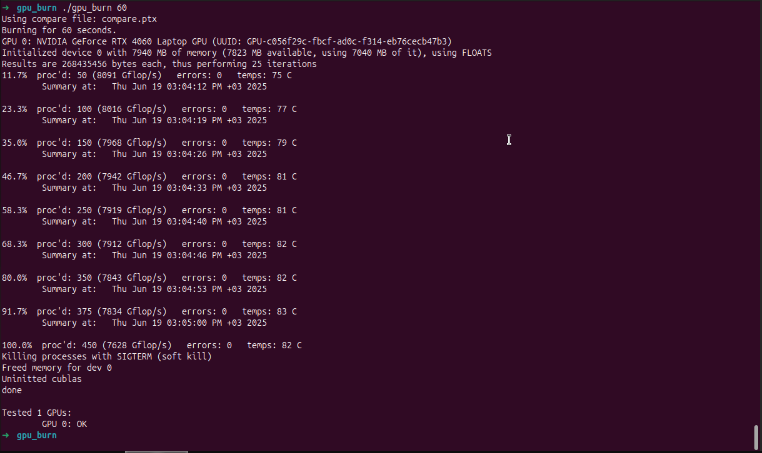 ➜ gpu_burn ./gpu_burn 60
Using compare file: compare.ptx
Burning for 60 seconds.
GPU 0: NVIDIA GeForce RTX 4060 Laptop GPU (UUID: GPU-c056f29c-fbcf-ad0c-f314-eb76cecb47b3)
Initialized device 0 with 7940 MB of memory (7823 MB available, using 7040 MB of it), using FLOATS
Results are 268435456 bytes each, thus performing 25 iterations
11.7%  proc'd: 50 (8091 Gflop/s)   errors: 0   temps: 75 C
        Summary at:   Thu Jun 19 03:04:12 PM +03 2025
23.3%  proc'd: 100 (8016 Gflop/s)   errors: 0   temps: 77 C
        Summary at:   Thu Jun 19 03:04:19 PM +03 2025
35.0%  proc'd: 150 (7968 Gflop/s)   errors: 0   temps: 79 C
        Summary at:   Thu Jun 19 03:04:26 PM +03 2025
46.7%  proc'd: 200 (7942 Gflop/s)   errors: 0   temps: 81 C
        Summary at:   Thu Jun 19 03:04:33 PM +03 2025
58.3%  proc'd: 250 (7919 Gflop/s)   errors: 0   temps: 81 C
        Summary at:   Thu Jun 19 03:04:40 PM +03 2025
68.3%  proc'd: 300 (7912 Gflop/s)   errors: 0   temps: 82 C
        Summary at:   Thu Jun 19 03:04:46 PM +03 2025
80.0%  proc'd: 350 (7843 Gflop/s)   errors: 0   temps: 82 C
        Summary at:   Thu Jun 19 03:04:53 PM +03 2025
91.7%  proc'd: 375 (7834 Gflop/s)   errors: 0   temps: 83 C
        Summary at:   Thu Jun 19 03:05:00 PM +03 2025
100.0%  proc'd: 450 (7628 Gflop/s)   errors: 0   temps: 82 C
Killing processes with SIGTERM (soft kill)
Freed memory for dev 0
Uninitted cublas
done
Tested 1 GPUs:
        GPU 0: OK
➜ gpu_burn